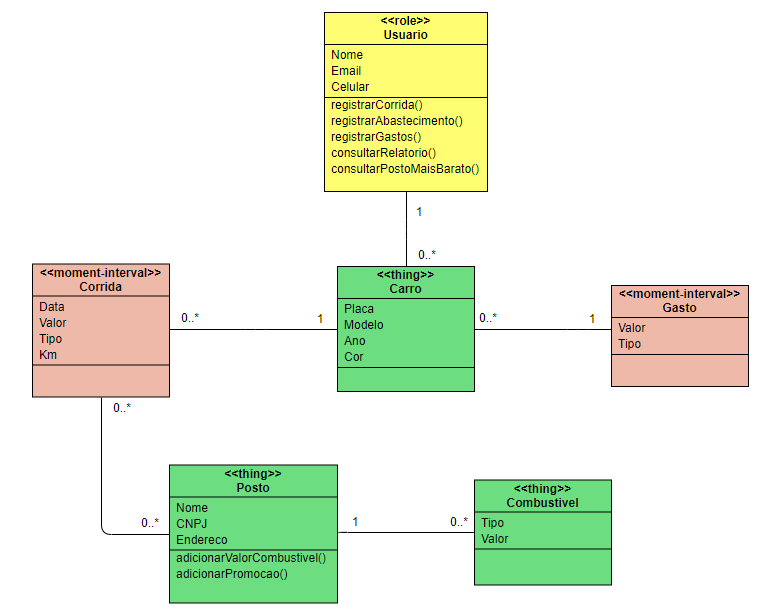 <<role>>
Usuario
Nome
Email
Celular
registrarCorrida()
registrarAbastecimento()
registrarGastos()
consultarRelatorio()
consultarPostoMaisBarato()
1
0..*
<<moment-interval>>
Corrida
Data
Valor
Tipo
Km
0..*
1
<<thing>>
Carro
Placa
Modelo
Ano
Cor
0..*
1
<<moment-interval>>
Gasto
Valor
Tipo
0..*
0..*
<<thing>>
Posto
Nome
CNPJ
Endereco
adicionarValorCombustivel()
adicionarPromocao()
1
0..*
<<thing>>
Combustivel
Tipo
Valor